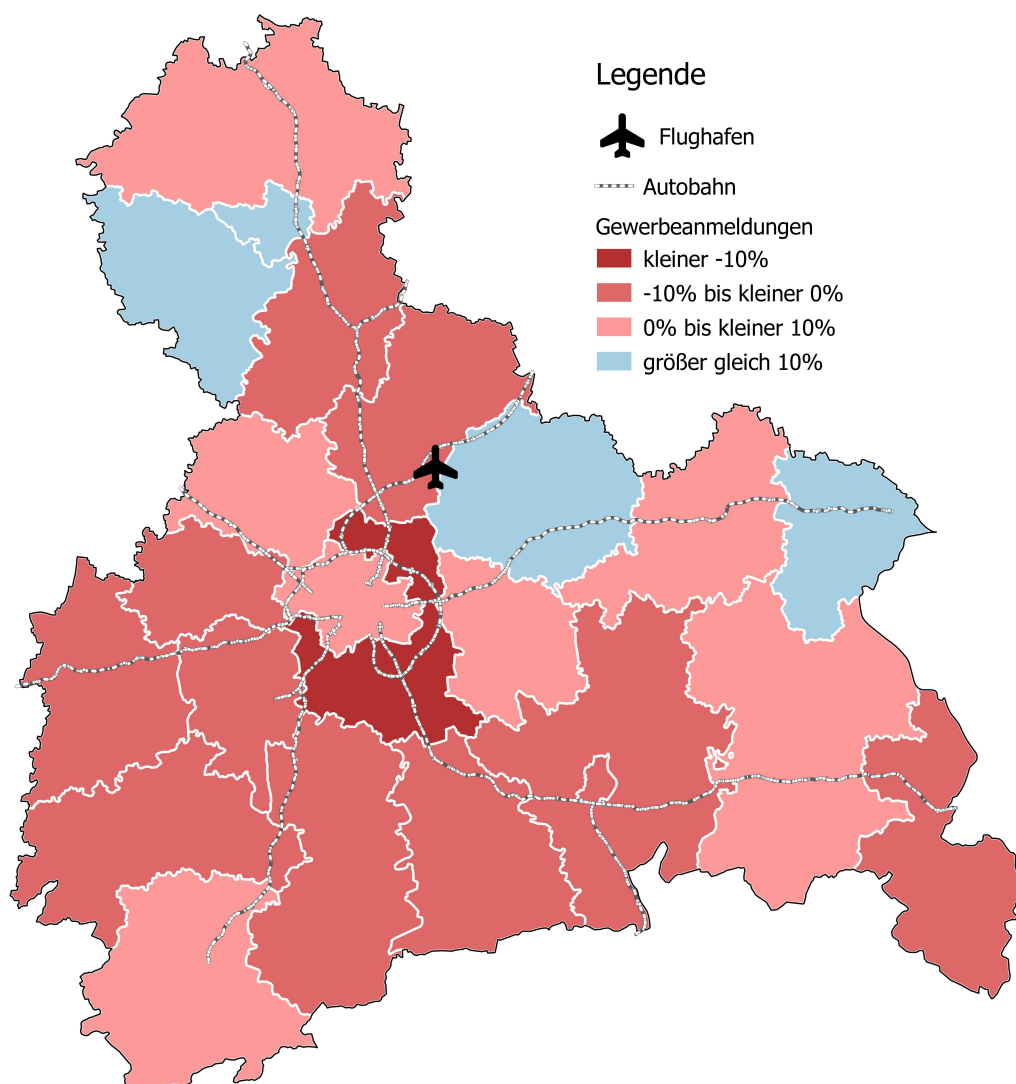 Legende
Flughafen
Autobahn
Gewerbeanmeldungen
kleiner -10%
-10% bis kleiner 0%
0% bis kleiner 10%
größer gleich 10%